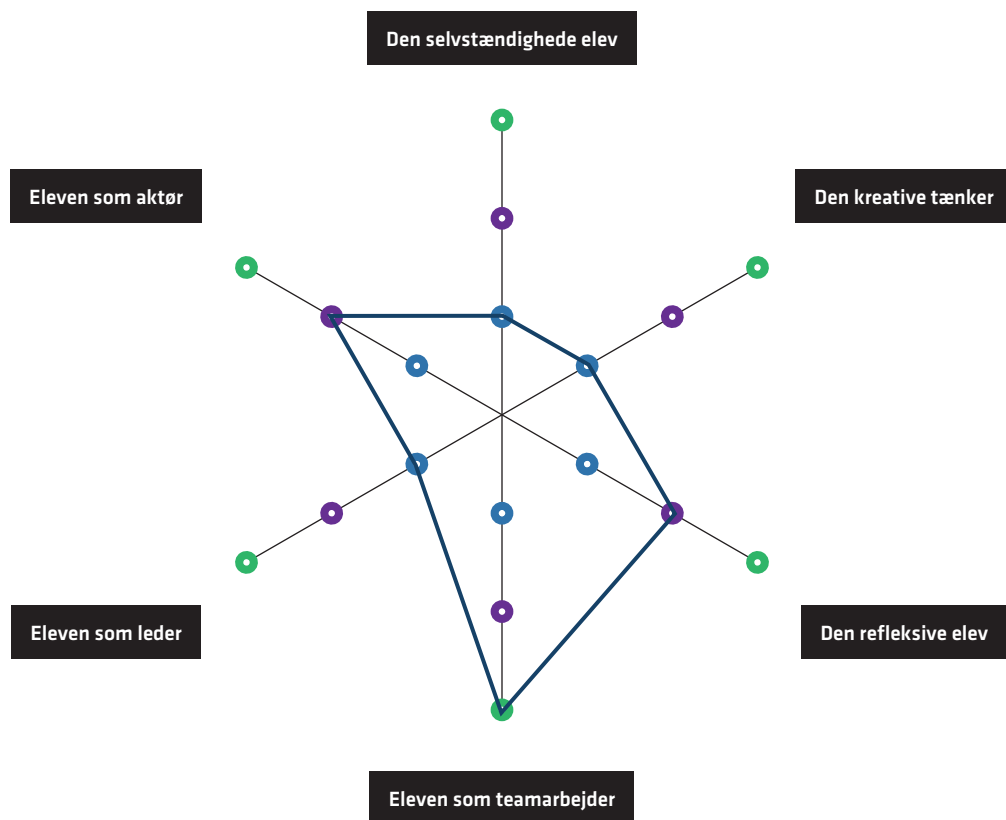 Den selvstændighede elev
Eleven som aktør
Den kreative tænker
Eleven som leder
Den refleksive elev
Eleven som teamarbejder